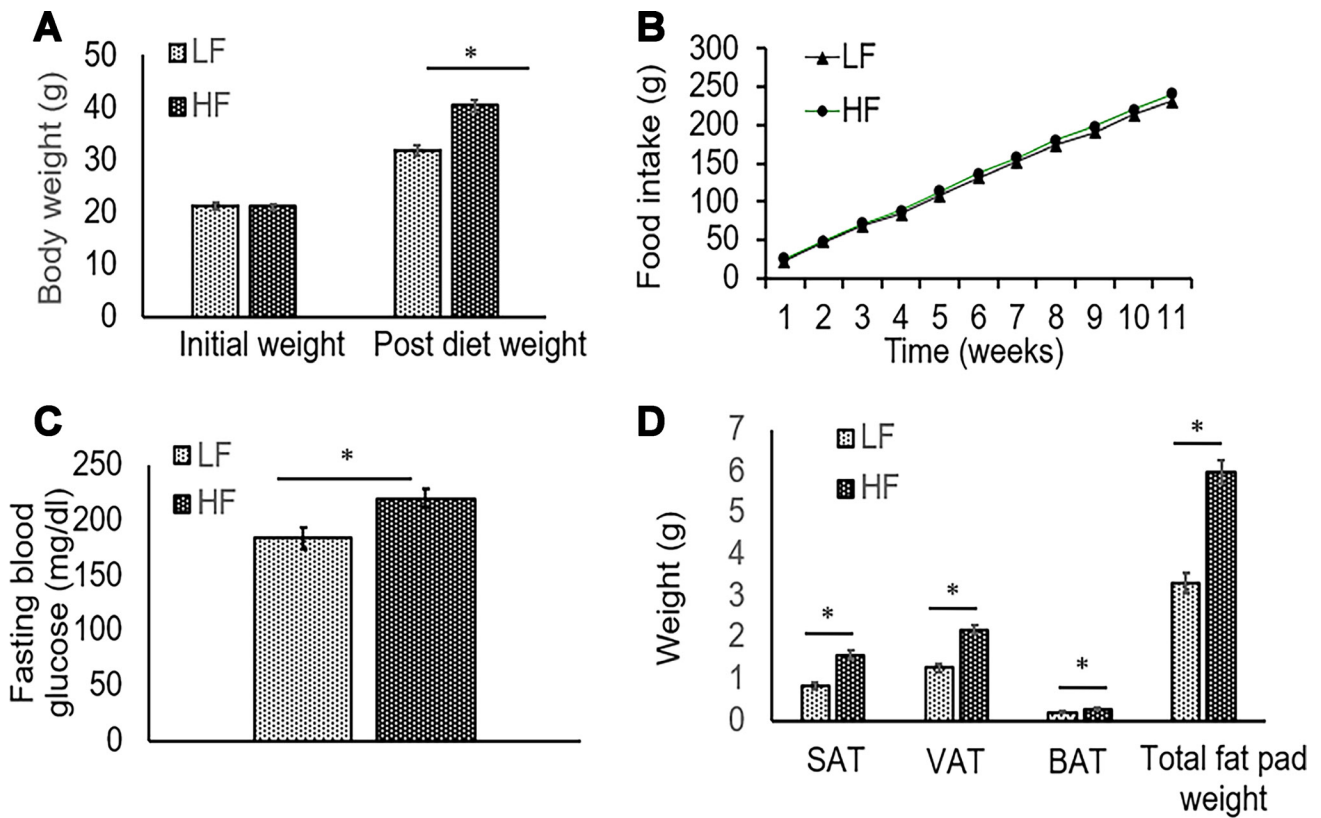 A
Body weight (g)
50
40
30
20
10
0
LF
HF
*
Initial weight
Post diet weight
B
Food intake (g)
300
250
200
150
100
50
0
LF
HF
1 2 3 4 5 6 7 8 9 10 11
Time (weeks)
C
Fasting blood
glucose (mg/dl)
250
200
150
100
50
0
LF
HF
*
D
Weight (g)
7
6
5
4
3
2
1
0
LF
HF
*
*
*
*
SAT
VAT
BAT
Total fat pad
weight